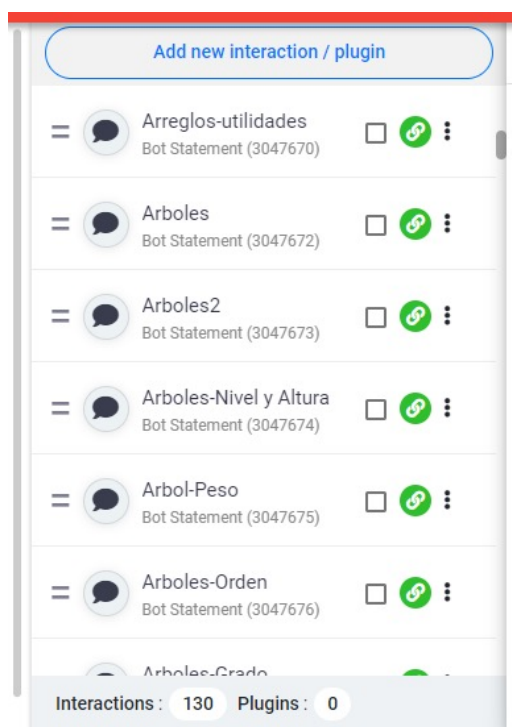 Add new interaction / plugin
Arreglos-utilidades
Bot Statement (3047670)
Arboles
Bot Statement (3047672)
Arboles2
Bot Statement (3047673)
Arboles-Nivel y Altura
Bot Statement (3047674)
Arbol-Peso
Bot Statement (3047675)
Arboles-Orden
Bot Statement (3047676)
Arboles-Grado
Interactions : 130 Plugins : 0